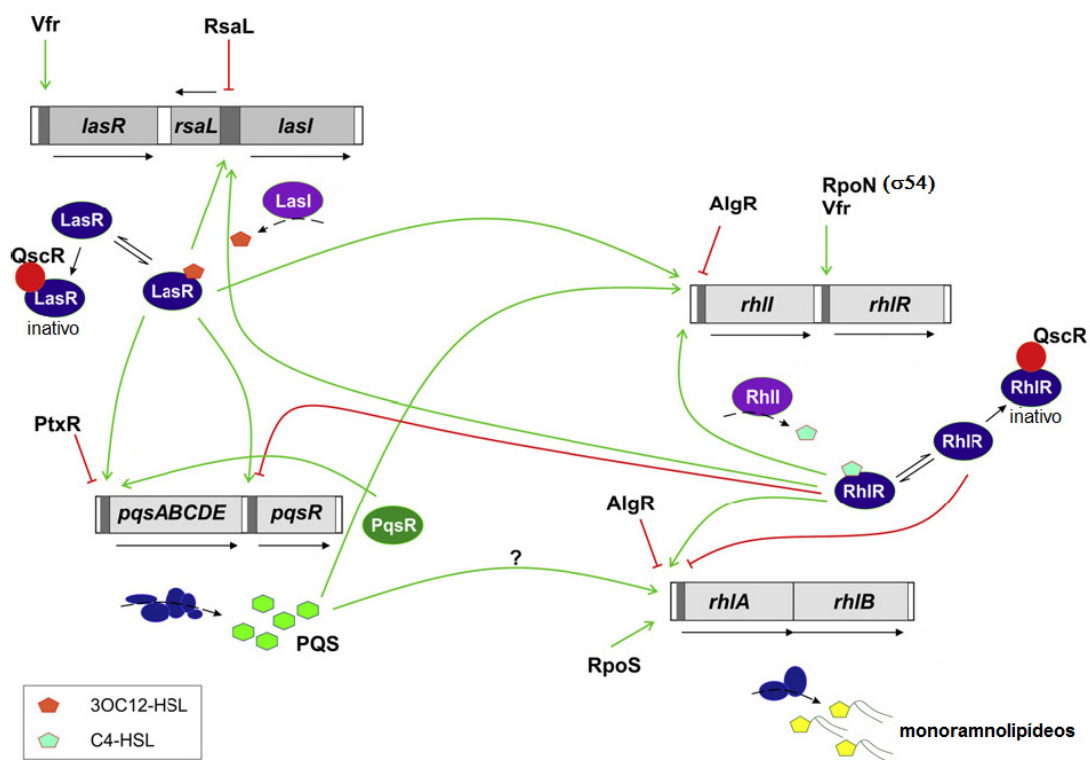 Vfr
RsaL
lasR
rsaL
lasI
LasI
LasR
QscR
LasR
inativo
LasR
AlgR
RpoN (σ54)
Vfr
rhlI
rhlR
QscR
RhlR
inativo
RhlI
RhlR
RhlR
PtxR
pqsABCDE
pqsR
PqsR
AlgR
?
rhlA
rhlB
PQS
RpoS
3OC12-HSL
C4-HSL
monoramnolipídeos